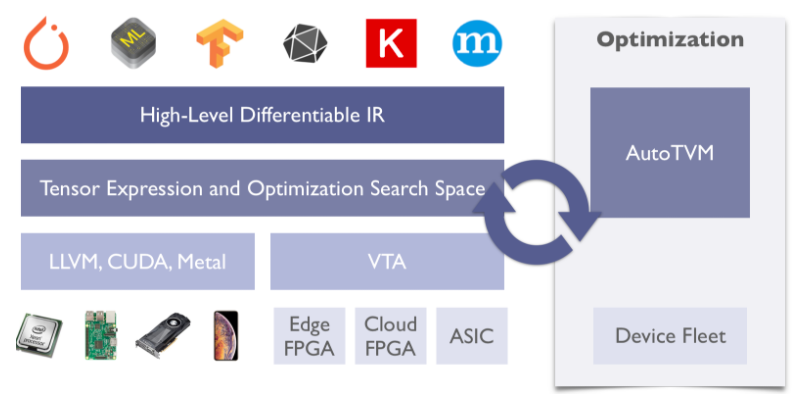 ML
K
m
Optimization
High-Level Differentiable IR
AutoTVM
Tensor Expression and Optimization Search Space
LLVM, CUDA, Metal
VTA
Edge
FPGA
Cloud
FPGA
ASIC
Device Fleet